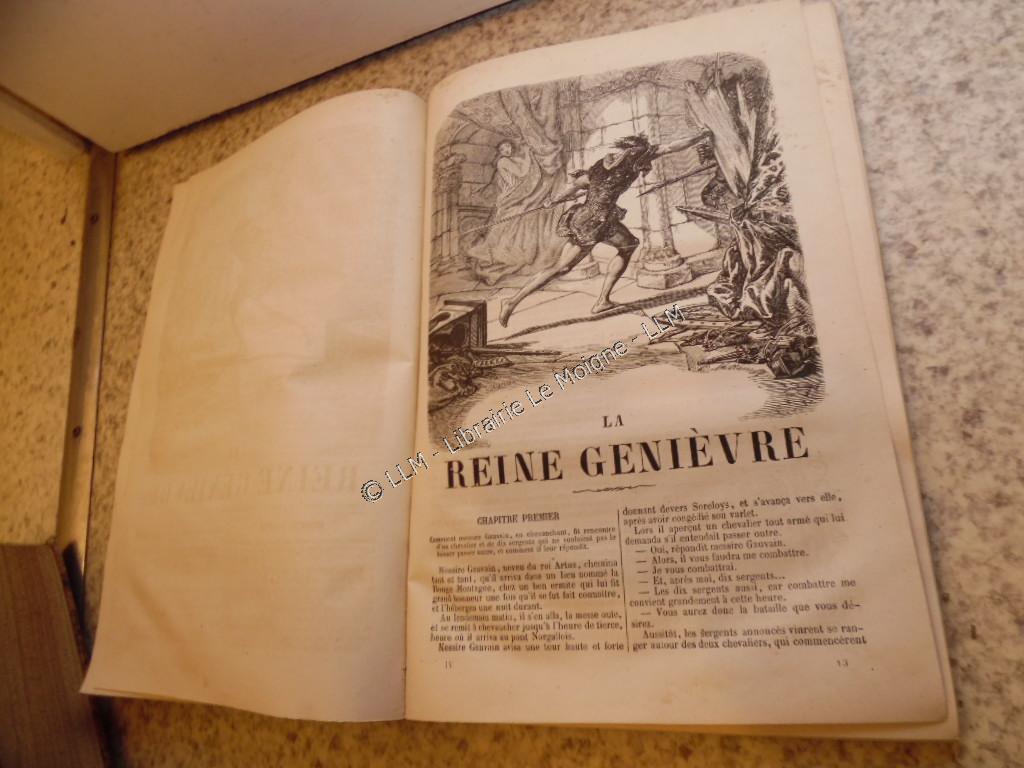 © LLM - Librairie Le Moigne - LLM
LA
REINE GENIÈVRE
CHAPITRE PREMIER
Comment messire Gauvain, en chevauchant, fit rencontre
d'un chevalier et de dix sergents qui ne vouloient pas le
laisser passer outre, et comment il leur répondit.
Messire Gauvain, neveu du roi Artus, chemina
tant et tant, qu'il arriva dans un lieu nommé la
Rouge Montagne, chez un bon ermite qui lui fit
grand honneur une fois qu'il se fut fait connoître,
et l'hébergea une nuit durant.
Au lendemain matin, il s'en alla, la messe ouïe,
et se remit à chevaucher jusqu'à l'heure de tierce,
heure où il arriva au pont Norgallois.
Messire Gauvain avisa une tour haute et forte
IV
donnant devers Soreloys, et s'avança vers elle,
après avoir congédié son varlet.
Lors il aperçut un chevalier tout armé qui lui
demanda s'il entendait passer outre.
— Oui, répondit messire Gauvain.
— Alors, il vous faudra me combattre.
— Je vous combattrai.
— Et, après moi, dix sergents...
— Les dix sergents aussi, car combattre me
convient grandement à cette heure.
— Vous aurez donc la bataille que vous dé-
sirez.
Aussitôt, les sergents annoncés vinrent se ran-
ger autour des deux chevaliers, qui commencèrent
13